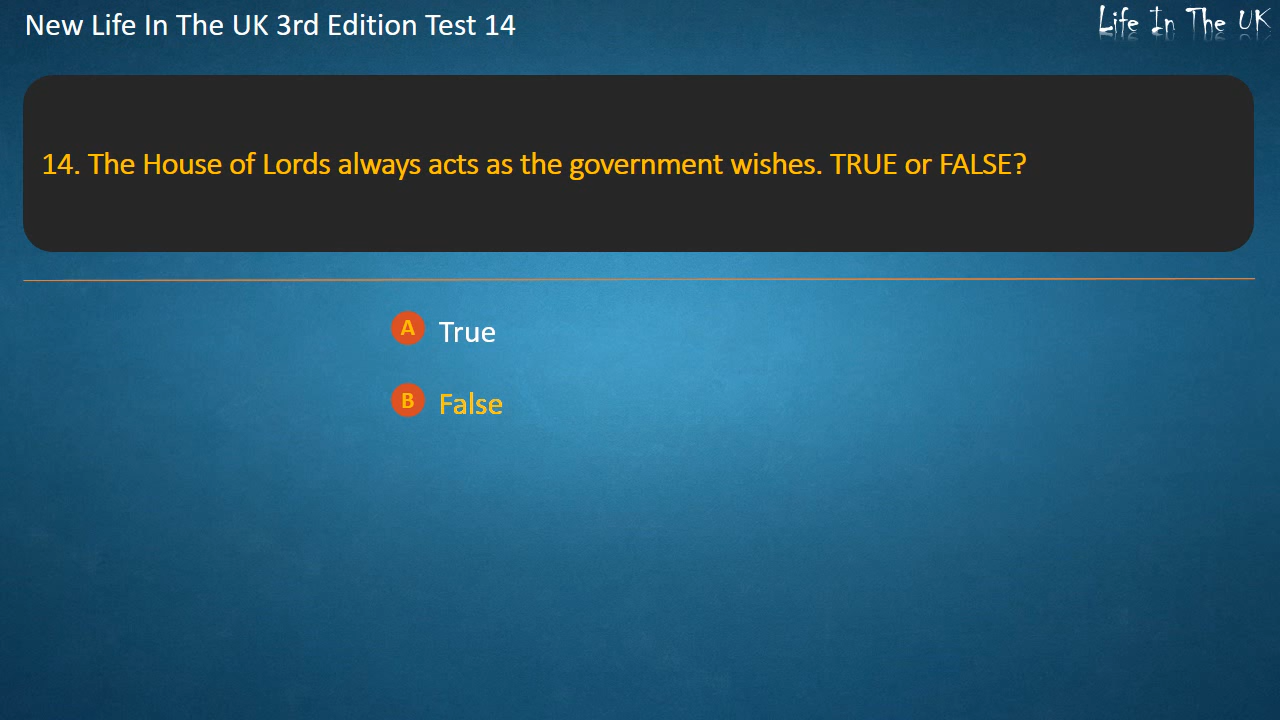 New Life In The UK 3rd Edition Test 14
Life In The UK
14. The House of Lords always acts as the government wishes. TRUE or FALSE?
A True
B False